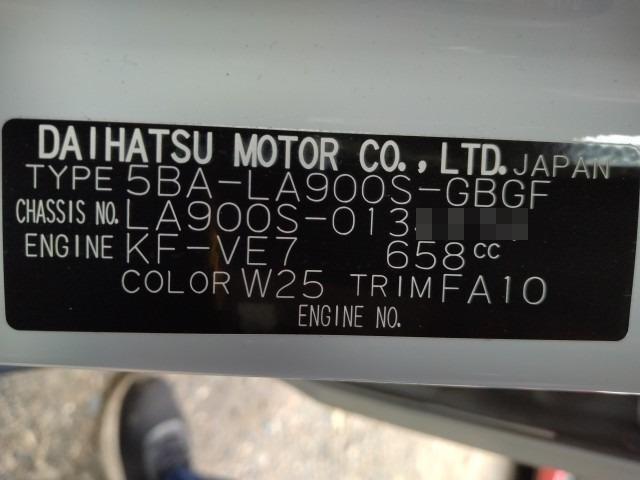 DAIHATSU MOTOR CO., LTD. JAPAN
TYPE 5BA-LA900S-GBGF
CHASSIS NO. LA900S-013
ENGINE KF-VE7 658cc
COLOR W25 TRIM FA10
ENGINE NO.